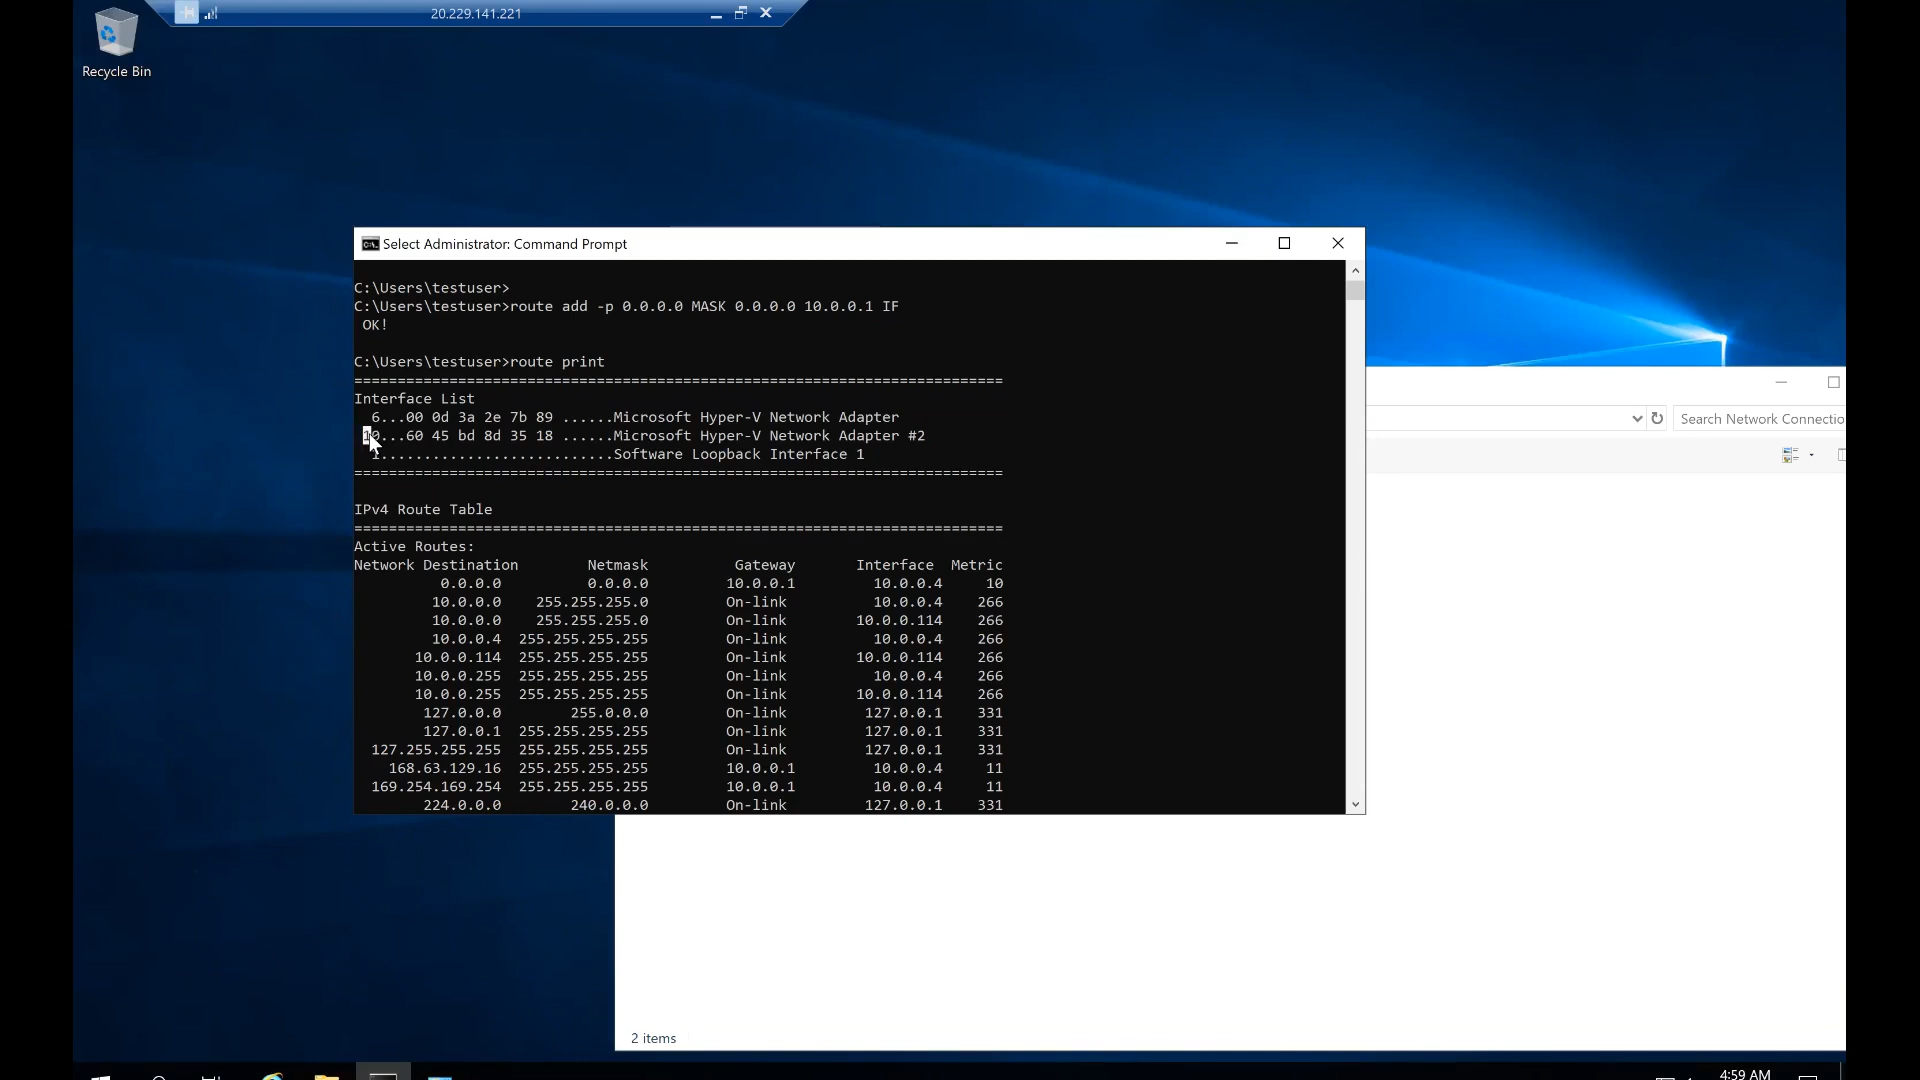 20.229.141.221
Recycle Bin
Select Administrator: Command Prompt
C:\Users\testuser>
C:\Users\testuser>route add -p 0.0.0.0 MASK 0.0.0.0 10.0.0.1 IF
OK!
C:\Users\testuser>route print
===========================================================================
Interface List
6...00 0d 3a 2e 7b 89 ......Microsoft Hyper-V Network Adapter
10...60 45 bd 8d 35 18 ......Microsoft Hyper-V Network Adapter #2
1...........................Software Loopback Interface 1
===========================================================================
IPv4 Route Table
===========================================================================
Active Routes:
Network Destination Netmask Gateway Interface Metric
0.0.0.0 0.0.0.0 10.0.0.1 10.0.0.4 10
10.0.0.0 255.255.255.0 On-link 10.0.0.4 266
10.0.0.0 255.255.255.0 On-link 10.0.0.114 266
10.0.0.4 255.255.255.255 On-link 10.0.0.4 266
10.0.0.114 255.255.255.255 On-link 10.0.0.114 266
10.0.0.255 255.255.255.255 On-link 10.0.0.4 266
10.0.0.255 255.255.255.255 On-link 10.0.0.114 266
127.0.0.0 255.0.0.0 On-link 127.0.0.1 331
127.0.0.1 255.255.255.255 On-link 127.0.0.1 331
127.255.255.255 255.255.255.255 On-link 127.0.0.1 331
168.63.129.16 255.255.255.255 10.0.0.1 10.0.0.4 11
169.254.169.254 255.255.255.255 10.0.0.1 10.0.0.4 11
224.0.0.0 240.0.0.0 On-link 127.0.0.1 331
Search Network Connectio
2 items
4:59 AM